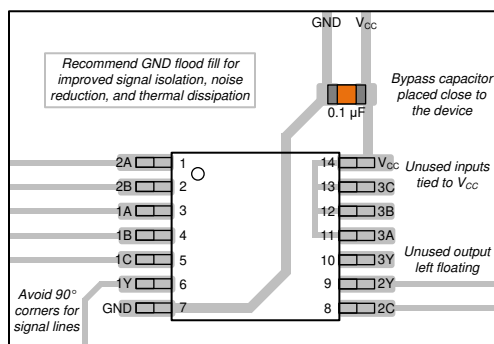 GND VCC
Recommend GND flood fill for
improved signal isolation, noise
reduction, and thermal dissipation
Bypass capacitor
placed close to
the device
0.1 µF
2A 1 14 VCC
Unused inputs
tied to VCC
2B 2 13 3C
1A 3 12 3B
1B 4 11 3A
1C 5 10 3Y
Unused output
left floating
1Y 6 9 2Y
GND 7 8 2C
Avoid 90°
corners for
signal lines